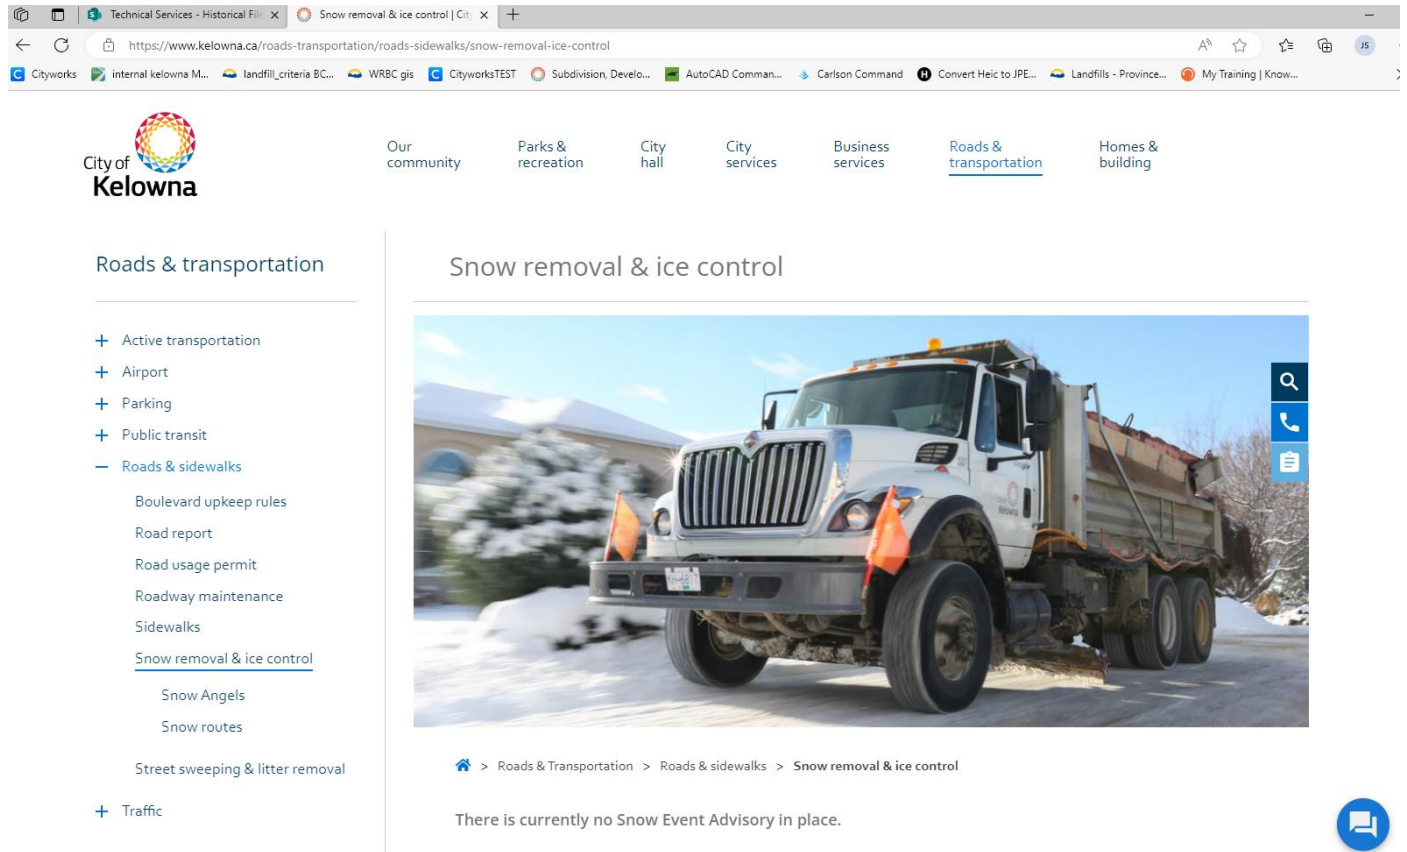 Technical Services - Historical File
Snow removal & ice control | Cit
https://www.kelowna.ca/roads-transportation/roads-sidewalks/snow-removal-ice-control
JS
Cityworks
internal kelowna M...
landfill_criteria BC...
WRBC gis
CityworksTEST
Subdivision, Develo...
AutoCAD Comman...
Carlson Command
Convert Heic to JPE...
Landfills - Province...
My Training | Know...
City of
Kelowna
Our
community
Parks &
recreation
City
hall
City
services
Business
services
Roads &
transportation
Homes &
building
Roads & transportation
Active transportation
Airport
Parking
Public transit
Roads & sidewalks
Boulevard upkeep rules
Road report
Road usage permit
Roadway maintenance
Sidewalks
Snow removal & ice control
Snow Angels
Snow routes
Street sweeping & litter removal
Traffic
Snow removal & ice control
Kelowna
> Roads & Transportation > Roads & sidewalks > Snow removal & ice control
There is currently no Snow Event Advisory in place.